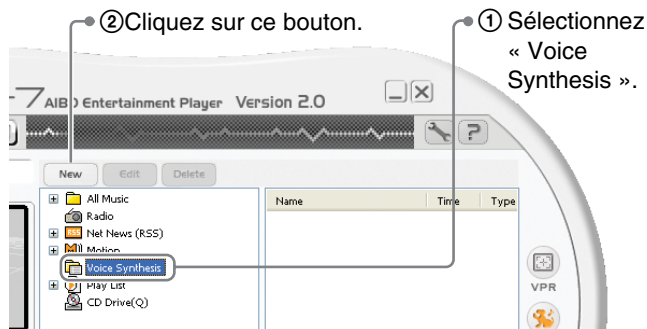 ②Cliquez sur ce bouton.
① Sélectionnez
« Voice
Synthesis ».
AIBO Entertainment Player Version 2.0
New Edit Delete
All Music
Radio
RSS Net News (RSS)
Motion
Voice Synthesis
Play List
CD Drive(Q)
Name Time Type
VPR